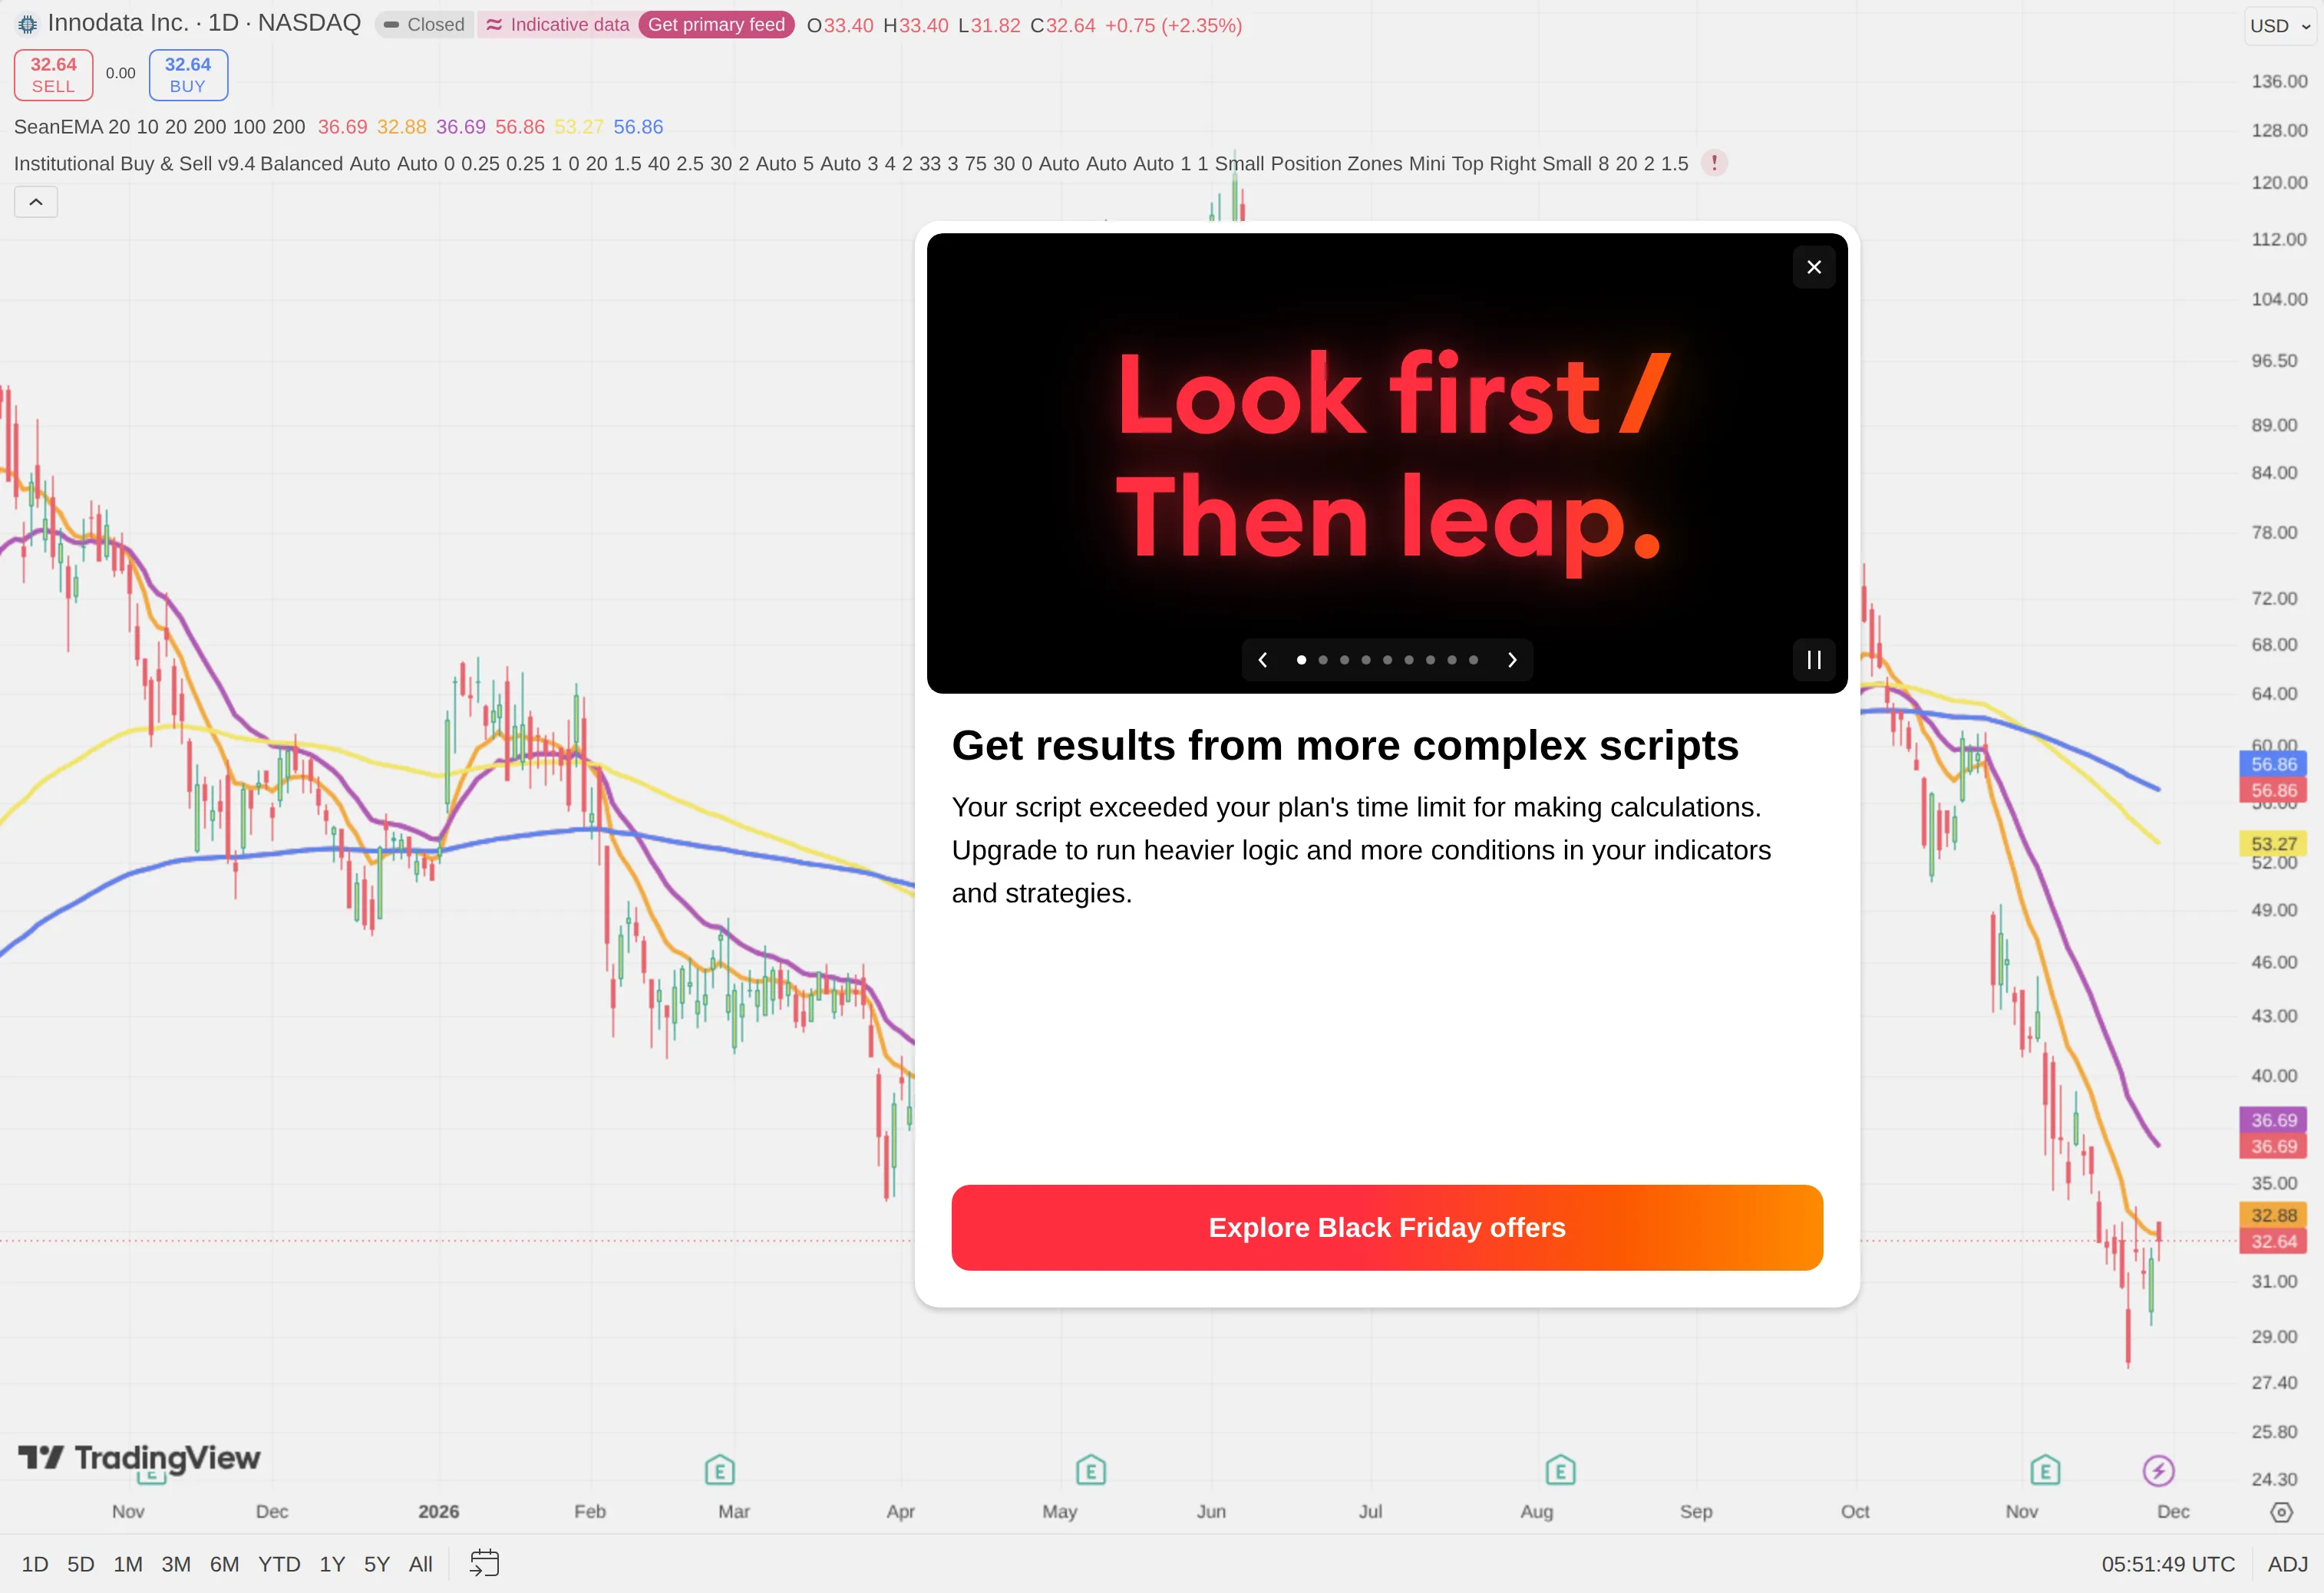 Innodata Inc. · 1D · NASDAQ Closed Indicative data Get primary feed O33.40 H33.40 L31.82 C32.64 +0.75 (+2.35%)
USD
32.64 SELL
0.00
32.64 BUY
SeanEMA 20 10 20 200 100 200 36.69 32.88 36.69 56.86 53.27 56.86
Institutional Buy & Sell v9.4 Balanced Auto Auto 0 0.25 0.25 1 0 20 1.5 40 2.5 30 2 Auto 5 Auto 3 4 2 33 3 75 30 0 Auto Auto Auto 1 1 Small Position Zones Mini Top Right Small 8 20 2 1.5
Look first /
Then leap.
Get results from more complex scripts
Your script exceeded your plan's time limit for making calculations.
Upgrade to run heavier logic and more conditions in your indicators
and strategies.
Explore Black Friday offers
136.00
128.00
120.00
112.00
104.00
96.50
89.00
84.00
78.00
72.00
68.00
64.00
60.00
56.86
56.86
56.00
53.27
52.00
49.00
46.00
43.00
40.00
36.69
36.69
35.00
32.88
32.64
31.00
29.00
27.40
25.80
24.30
TradingView
E E E E E
Nov Dec 2026 Feb Mar Apr May Jun Jul Aug Sep Oct Nov Dec
1D 5D 1M 3M 6M YTD 1Y 5Y All
05:51:49 UTC ADJ